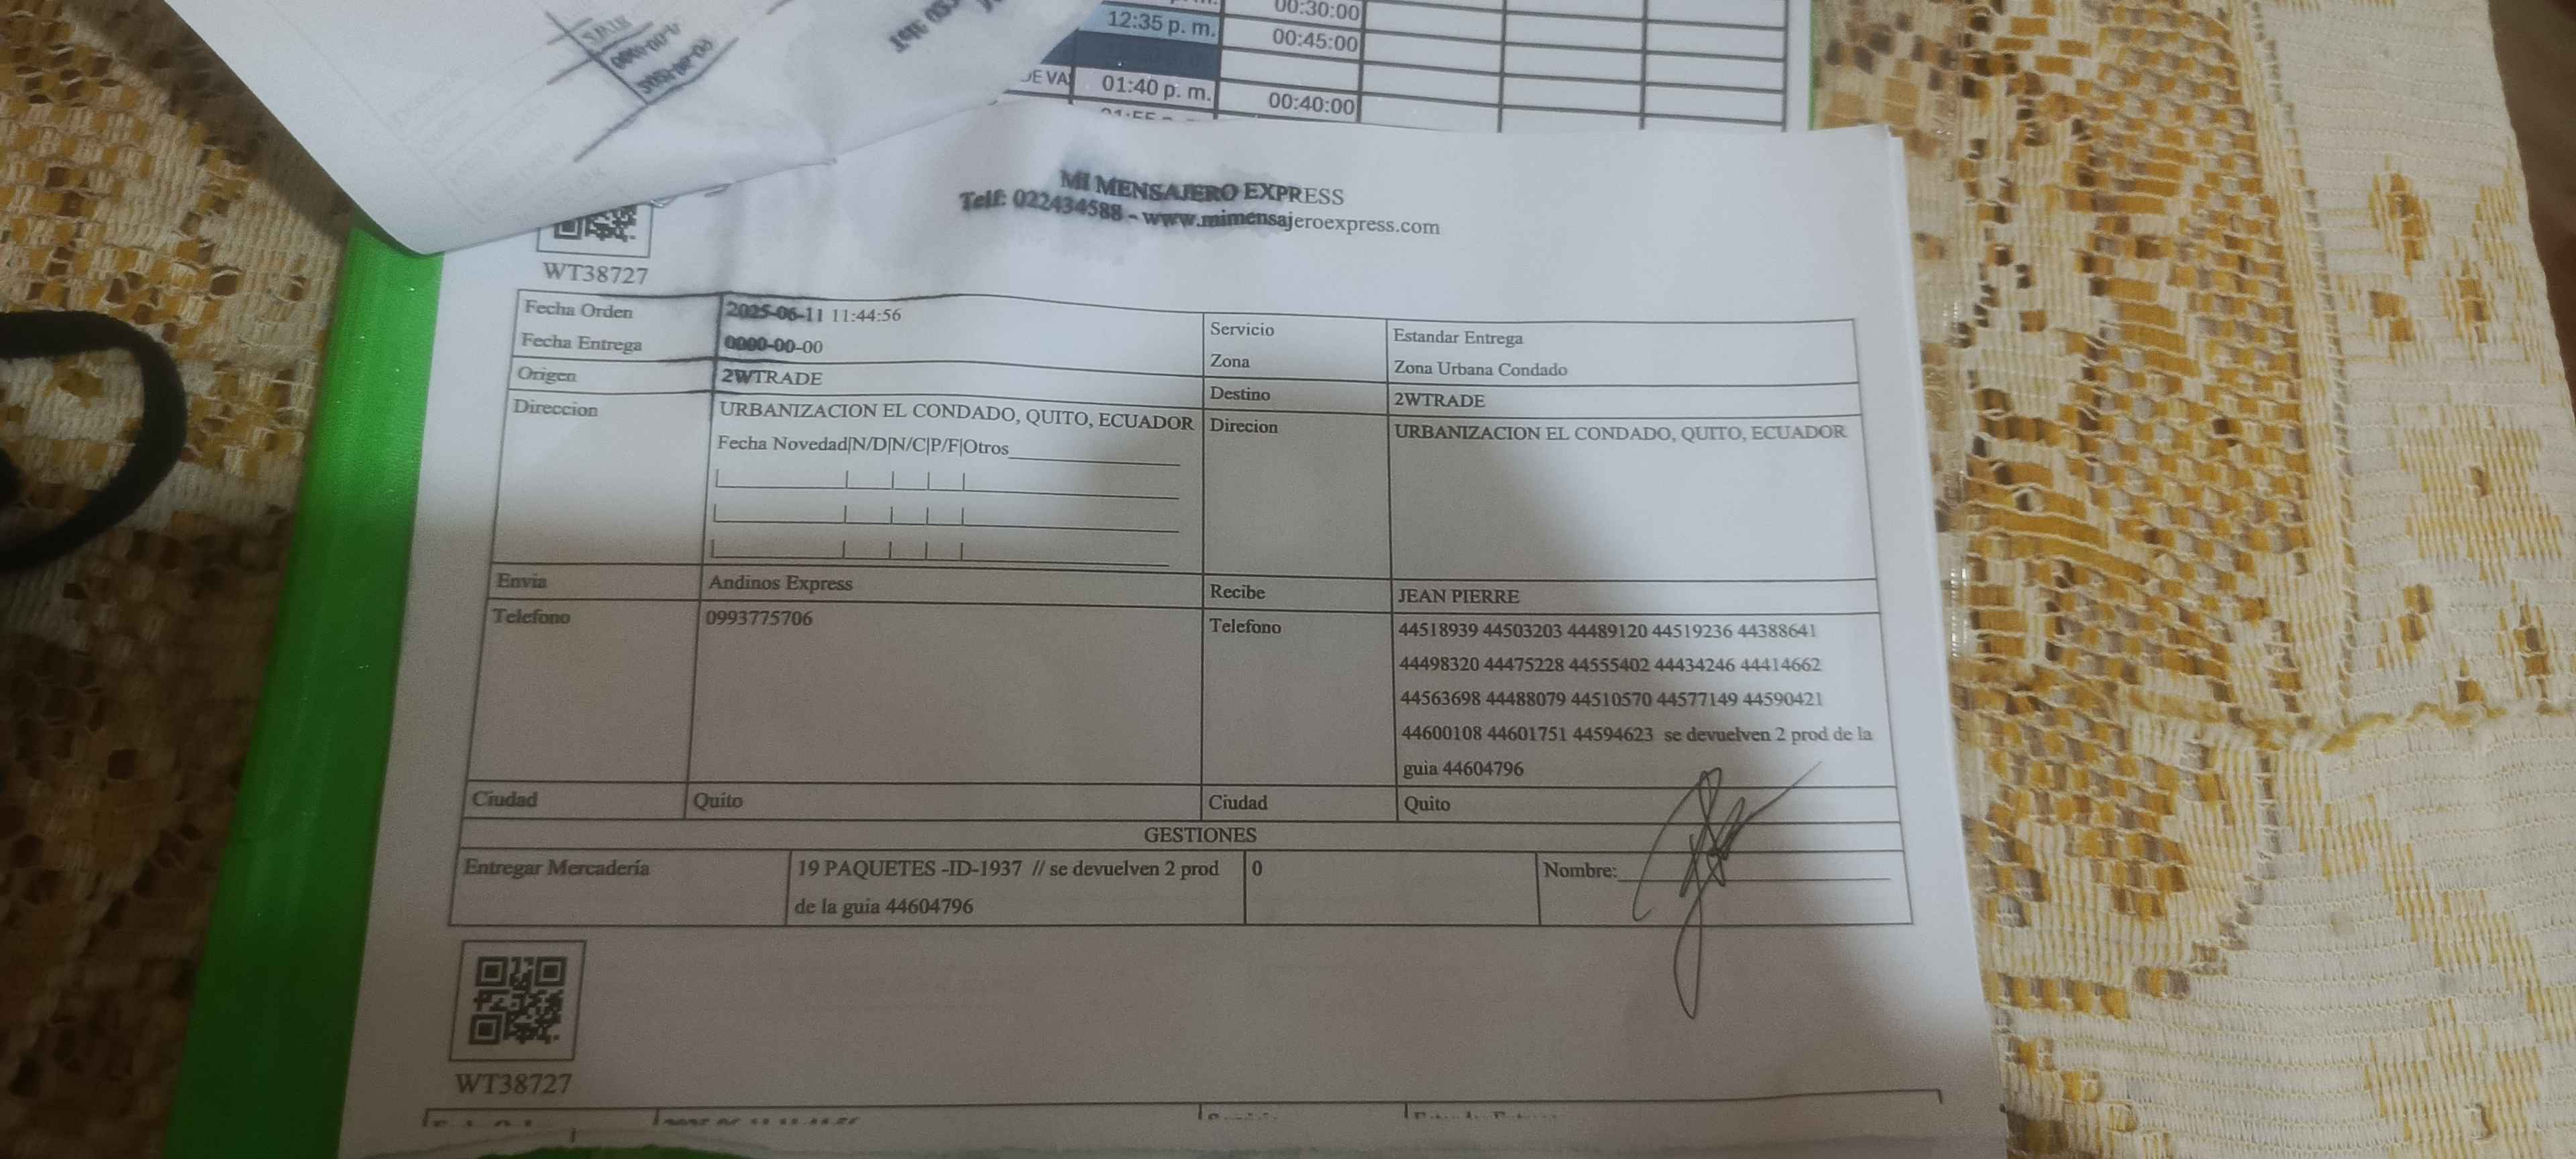 00:30:00
12:35 p. m. 00:45:00
DE VA 01:40 p. m. 00:40:00
MI MENSAJERO EXPRESS
Telf: 022434588 - www.mimensajeroexpress.com
WT38727
Fecha Orden 2025-06-11 11:44:56 Servicio Estandar Entrega
Fecha Entrega 0000-00-00 Zona Zona Urbana Condado
Origen 2WTRADE Destino 2WTRADE
Direccion URBANIZACION EL CONDADO, QUITO, ECUADOR Direcion URBANIZACION EL CONDADO, QUITO, ECUADOR
Fecha Novedad|N/D|N/C|P/F|Otros
Envia Andinos Express Recibe JEAN PIERRE
Telefono 0993775706 Telefono 44518939 44503203 44489120 44519236 44388641
44498320 44475228 44555402 44434246 44414662
44563698 44488079 44510570 44577149 44590421
44600108 44601751 44594623 se devuelven 2 prod de la
guia 44604796
Ciudad Quito Ciudad Quito
GESTIONES
Entregar Mercadería 19 PAQUETES -ID-1937 // se devuelven 2 prod 0 Nombre:
de la guia 44604796
WT38727